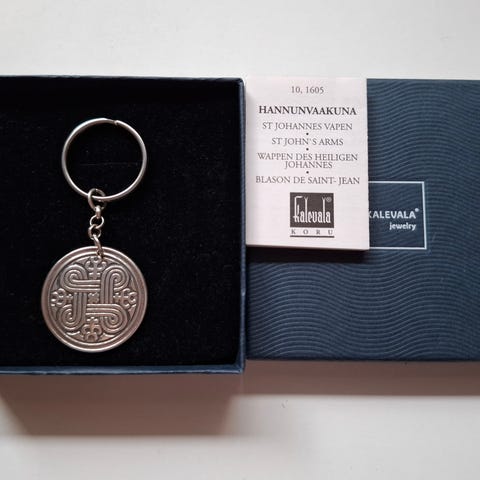 10, 1605
HANNUNVAAKUNA
ST JOHANNES VAPEN
•
ST JOHN`S ARMS
•
WAPPEN DES HEILIGEN
JOHANNES
•
BLASON DE SAINT- JEAN
Kalevala®
KORU
KALEVALA®
jewelry